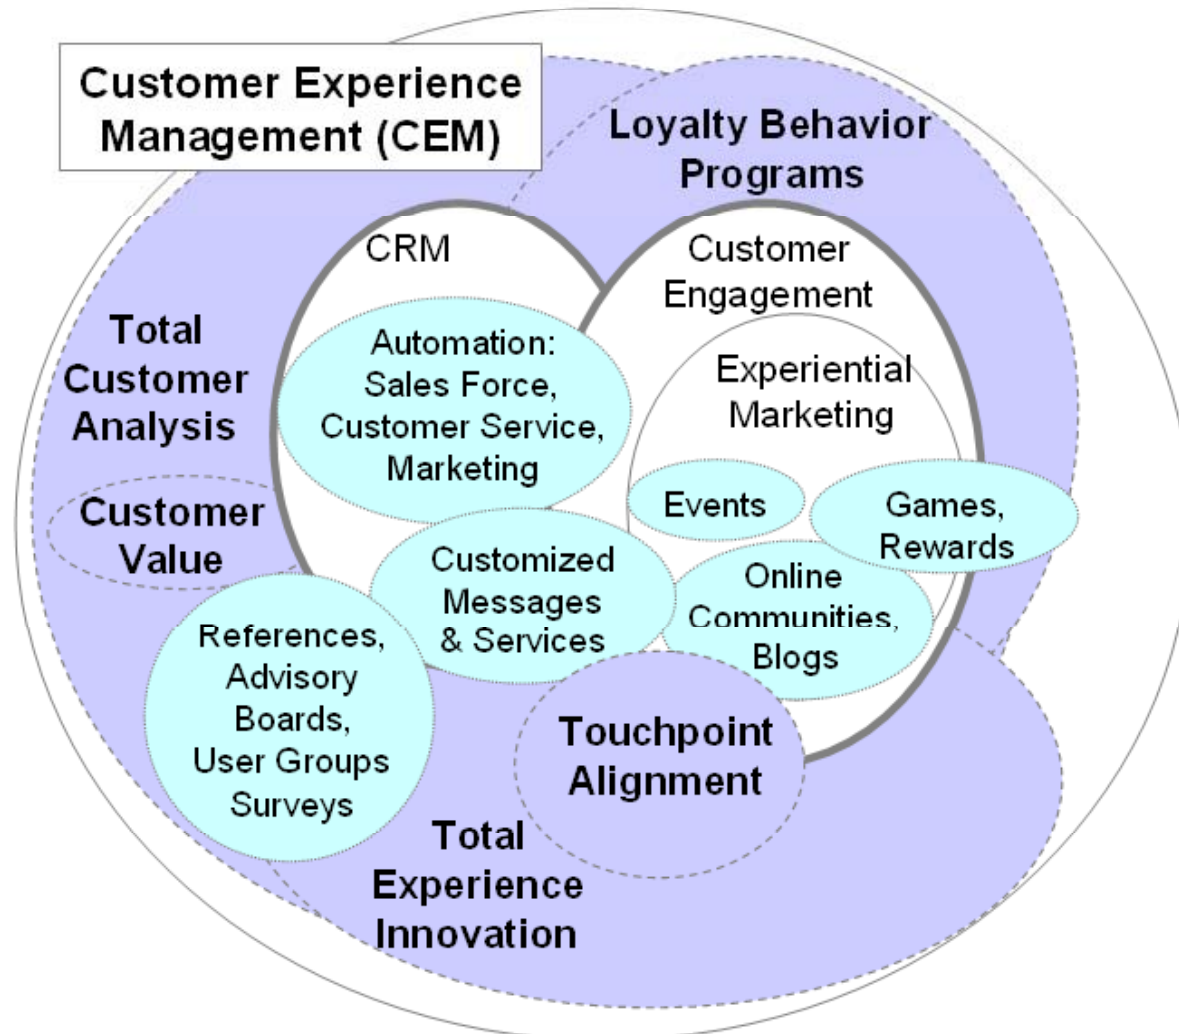 Customer Experience
Management (CEM)
Loyalty Behavior
Programs
CRM
Customer
Engagement
Total
Customer
Analysis
Automation:
Sales Force,
Customer Service,
Marketing
Experiential
Marketing
Customer
Value
Events
Games,
Rewards
Customized
Messages
& Services
Online
Communities,
Blogs
References,
Advisory
Boards,
User Groups
Surveys
Touchpoint
Alignment
Total
Experience
Innovation